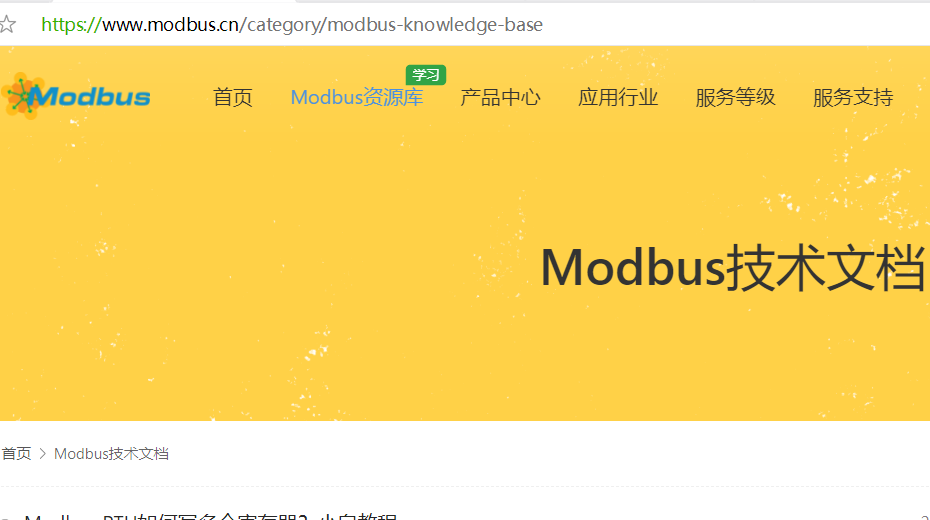 https://www.modbus.cn/category/modbus-knowledge-base
学习
Modbus 首页 Modbus资源库 产品中心 应用行业 服务等级 服务支持
Modbus技术文档
首页 > Modbus技术文档